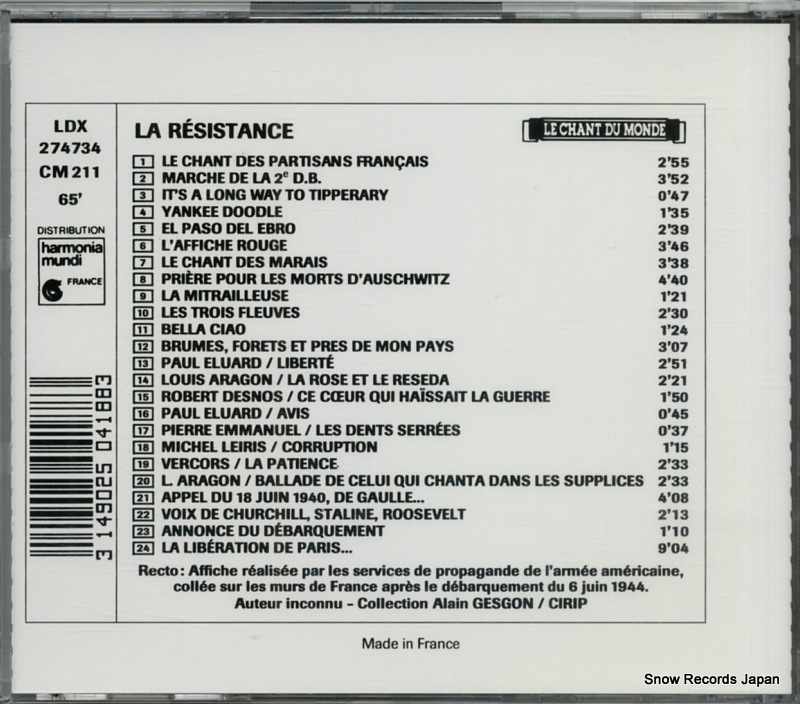 LDX
274734
CM 211
65'
DISTRIBUTION
harmonia
mundi
FRANCE
3 149025 041883
LA RÉSISTANCE
LE CHANT DU MONDE
1 LE CHANT DES PARTISANS FRANÇAIS 2'55
2 MARCHE DE LA 2e D.B. 3'52
3 IT'S A LONG WAY TO TIPPERARY 0'47
4 YANKEE DOODLE 1'35
5 EL PASO DEL EBRO 2'39
6 L'AFFICHE ROUGE 3'46
7 LE CHANT DES MARAIS 3'38
8 PRIÈRE POUR LES MORTS D'AUSCHWITZ 4'40
9 LA MITRAILLEUSE 1'21
10 LES TROIS FLEUVES 2'30
11 BELLA CIAO 1'24
12 BRUMES, FORETS ET PRES DE MON PAYS 3'07
13 PAUL ELUARD / LIBERTÉ 2'51
14 LOUIS ARAGON / LA ROSE ET LE RESEDA 2'21
15 ROBERT DESNOS / CE CŒUR QUI HAÏSSAIT LA GUERRE 1'50
16 PAUL ELUARD / AVIS 0'45
17 PIERRE EMMANUEL / LES DENTS SERRÉES 0'37
18 MICHEL LEIRIS / CORRUPTION 1'15
19 VERCORS / LA PATIENCE 2'33
20 L. ARAGON / BALLADE DE CELUI QUI CHANTA DANS LES SUPPLICES 2'33
21 APPEL DU 18 JUIN 1940, DE GAULLE... 4'08
22 VOIX DE CHURCHILL, STALINE, ROOSEVELT 2'13
23 ANNONCE DU DÉBARQUEMENT 1'10
24 LA LIBÉRATION DE PARIS... 9'04
Recto : Affiche réalisée par les services de propagande de l'armée américaine,
collée sur les murs de France après le débarquement du 6 juin 1944.
Auteur inconnu - Collection Alain GESGON / CIRIP
Made in France
Snow Records Japan